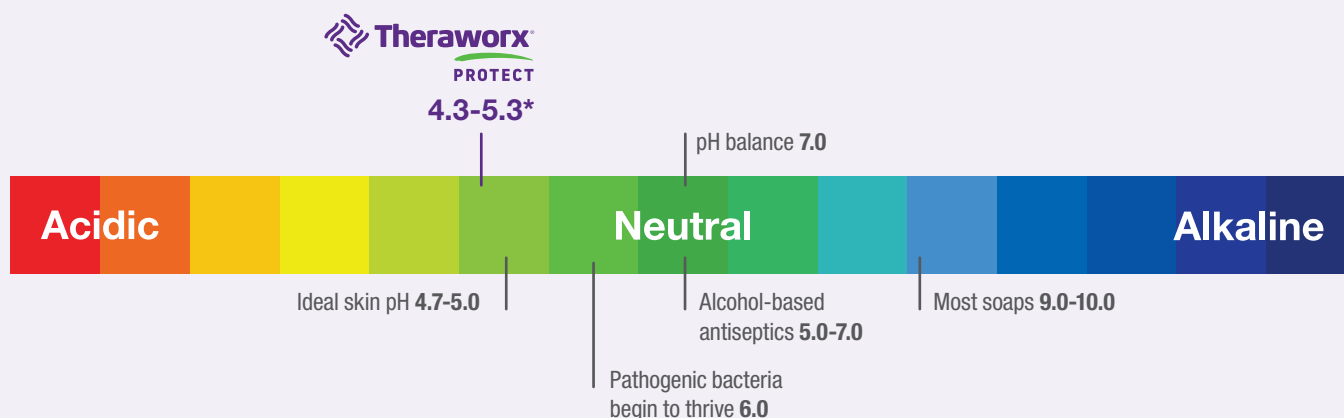 Theraworx®
PROTECT
4.3-5.3*
pH balance 7.0
Acidic
Neutral
Alkaline
Ideal skin pH 4.7-5.0
Alcohol-based
antiseptics 5.0-7.0
Most soaps 9.0-10.0
Pathogenic bacteria
begin to thrive 6.0